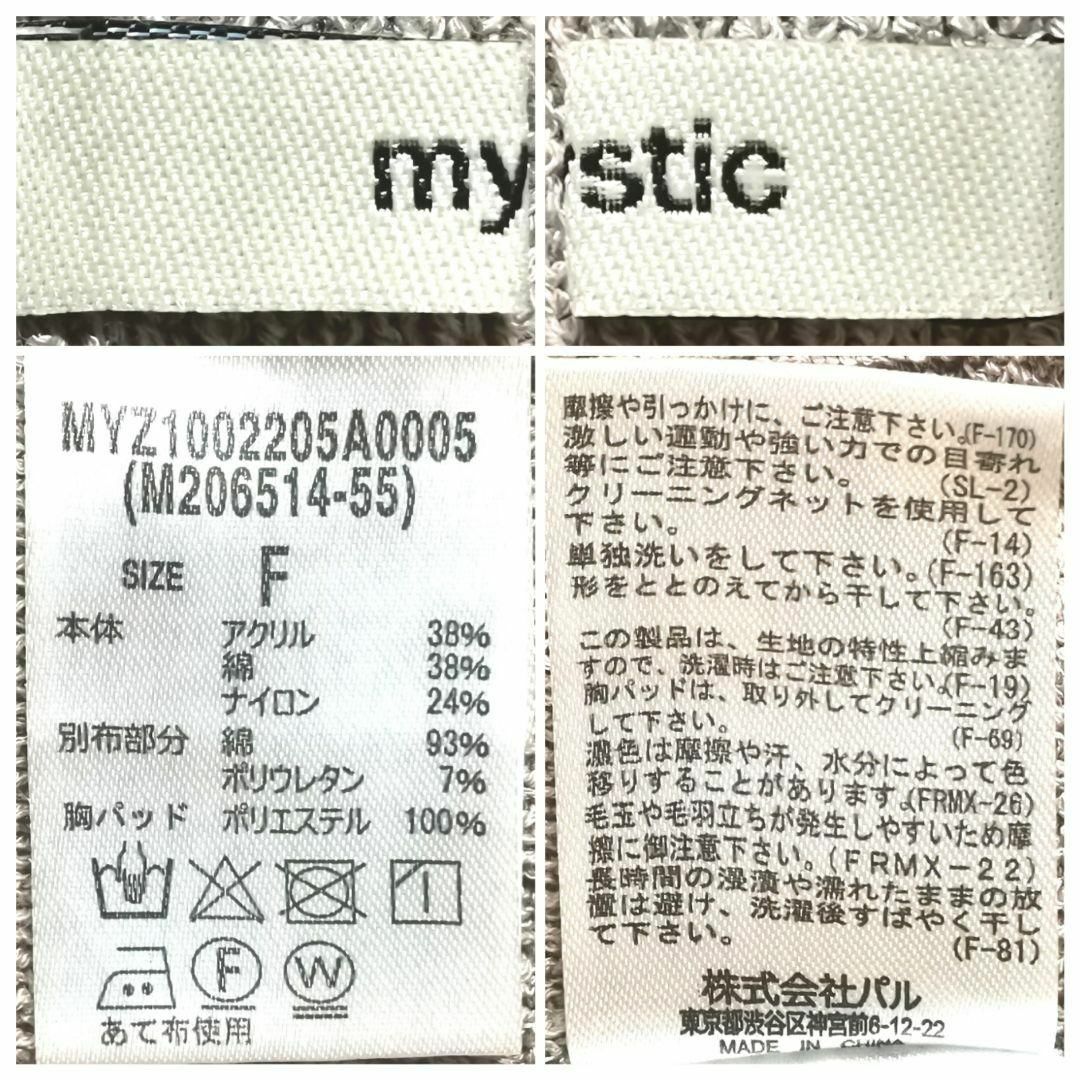 my
stic
MYZ1002205A0005
(M206514-55)
SIZE F
本体 アクリル 38%
綿 38%
ナイロン 24%
別布部分 綿 93%
ポリウレタン 7%
胸パッド ポリエステル 100%
F W
あて布使用
摩擦や引っかけに、ご注意下さい。(F-170)
激しい運動や強い力での目寄れ
等にご注意下さい。 (SL-2)
クリーニングネットを使用して
下さい。 (F-14)
単独洗いをして下さい。(F-163)
形をととのえてから干して下さい。
(F-43)
この製品は、生地の特性上縮みま
すので、洗濯時はご注意下さい。(F-19)
胸パッドは、取り外してクリーニング
して下さい。 (F-69)
濃色は摩擦や汗、水分によって色
移りすることがあります。(FRMX-26)
毛玉や毛羽立ちが発生しやすいため摩
擦に御注意下さい。(FRMX-22)
長時間の浸漬や濡れたままの放
置は避け、洗濯後すばやく干し
て下さい。 (F-81)
株式会社パル
東京都渋谷区神宮前6-12-22
MADE IN CHINA